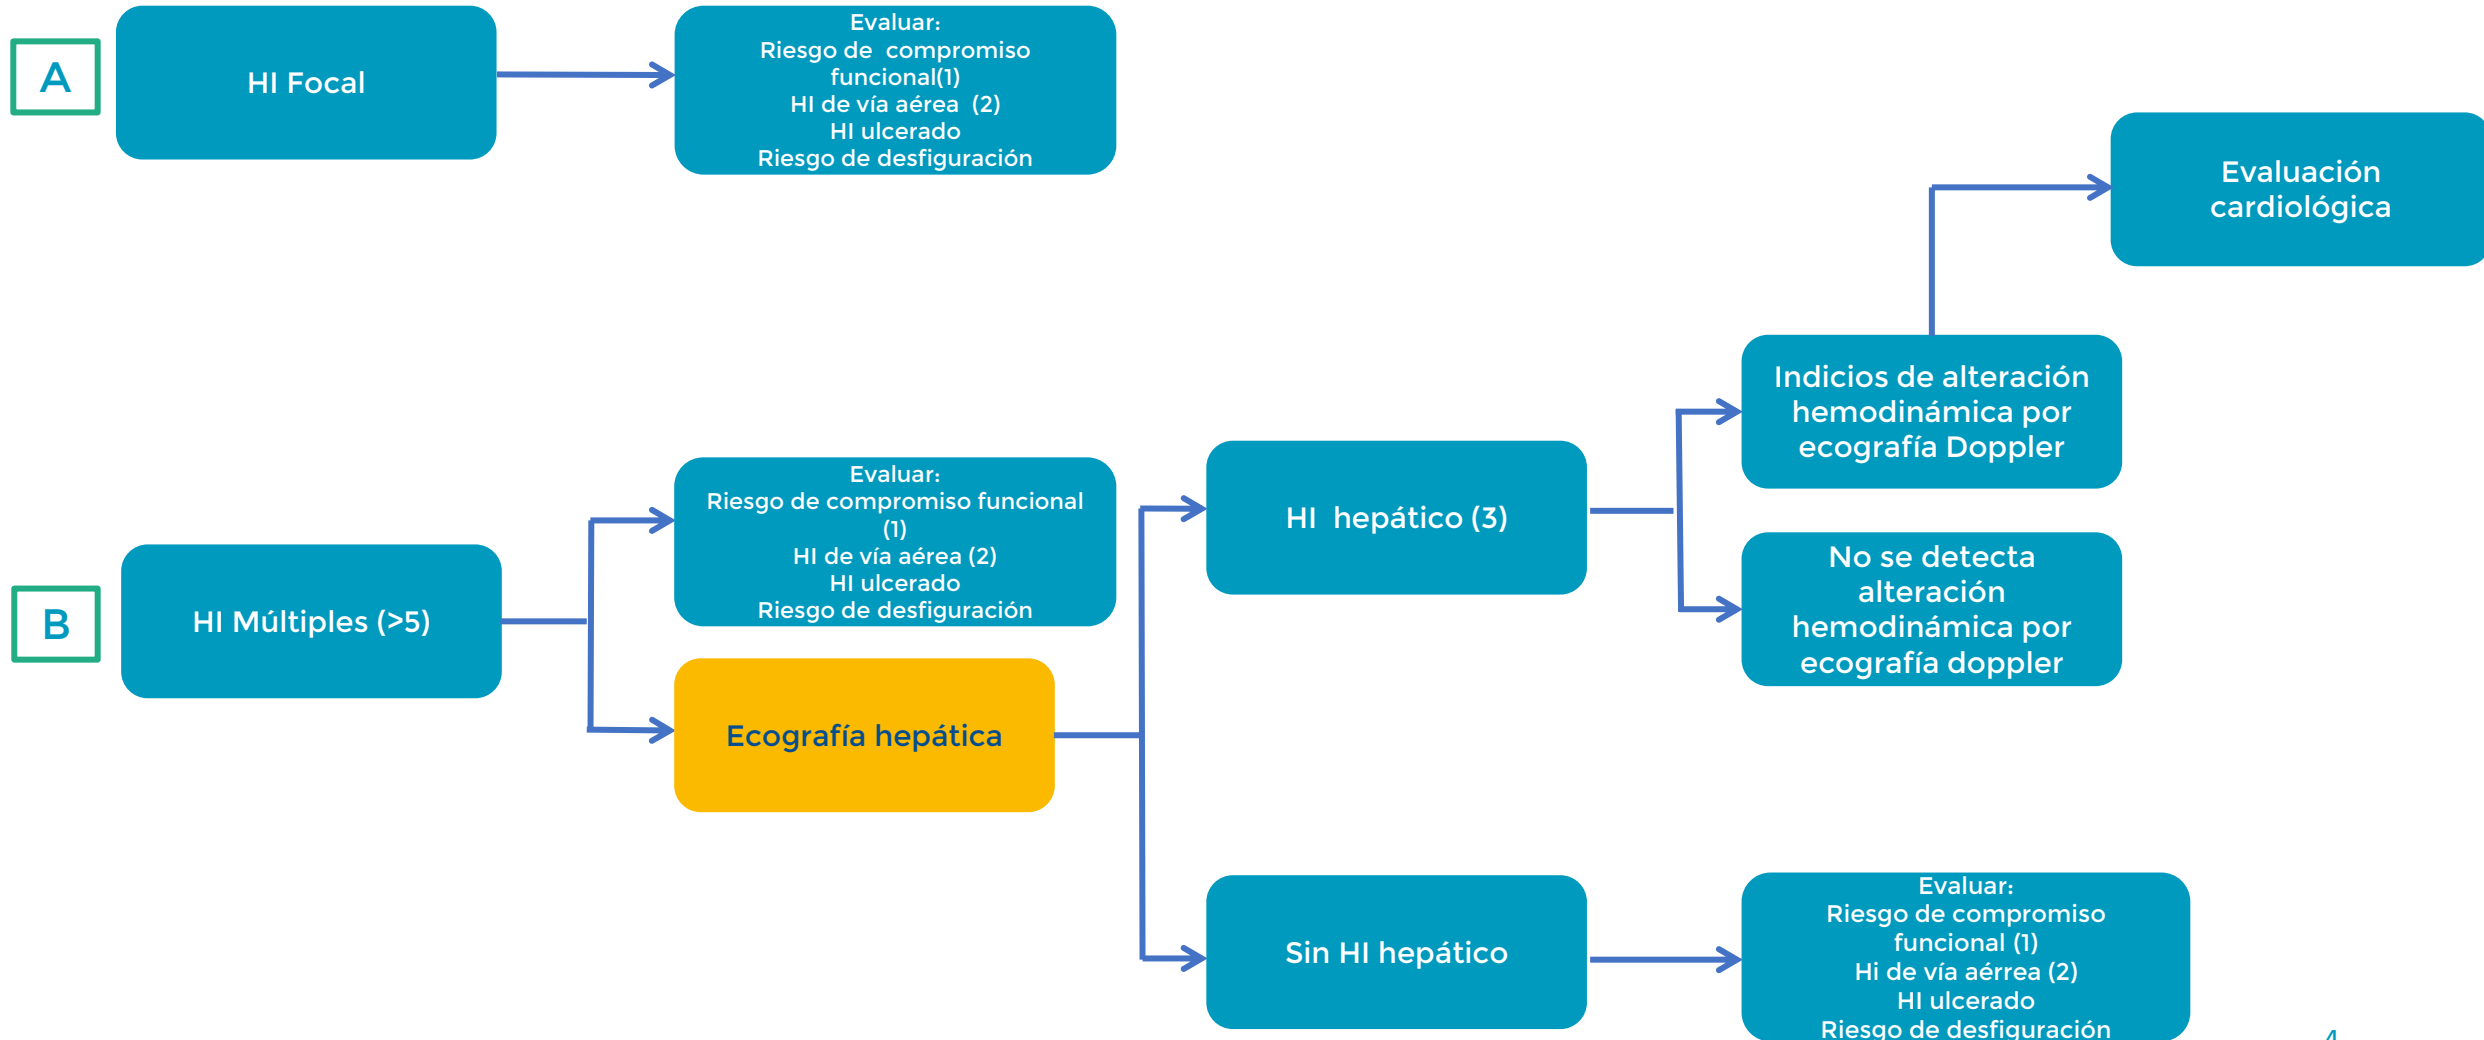 A
HI Focal
Evaluar:
Riesgo de compromiso
funcional(1)
HI de vía aérea (2)
HI ulcerado
Riesgo de desfiguración
Evaluación
cardiológica
Indicios de alteración
hemodinámica por
ecografía Doppler
B
HI Múltiples (>5)
Evaluar:
Riesgo de compromiso funcional
(1)
HI de vía aérea (2)
HI ulcerado
Riesgo de desfiguración
Ecografía hepática
HI hepático (3)
No se detecta
alteración
hemodinámica por
ecografía doppler
Sin HI hepático
Evaluar:
Riesgo de compromiso
funcional (1)
Hi de vía aérrea (2)
HI ulcerado
Riesgo de desfiguración
4